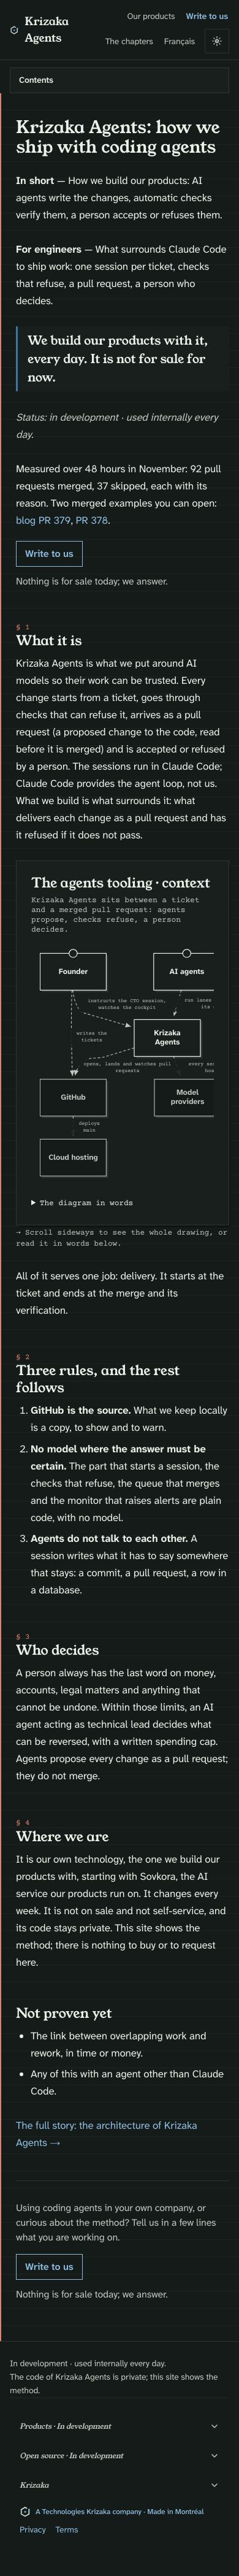 Krizaka
Agents
Our products
Write to us
The chapters
Français
Contents
Krizaka Agents: how we
ship with coding agents
In short — How we build our products: AI
agents write the changes, automatic checks
verify them, a person accepts or refuses them.
For engineers — What surrounds Claude Code
to ship work: one session per ticket, checks
that refuse, a pull request, a person who
decides.
We build our products with it,
every day. It is not for sale for
now.
Status: in development · used internally every
day.
Measured over 48 hours in November: 92 pull
requests merged, 37 skipped, each with its
reason. Two merged examples you can open:
blog PR 379, PR 378.
Write to us
Nothing is for sale today; we answer.
§ 1
What it is
Krizaka Agents is what we put around AI
models so their work can be trusted. Every
change starts from a ticket, goes through
checks that can refuse it, arrives as a pull
request (a proposed change to the code, read
before it is merged) and is accepted or refused
by a person. The sessions run in Claude Code;
Claude Code provides the agent loop, not us.
What we build is what surrounds it: what
delivers each change as a pull request and has
it refused if it does not pass.
The agents tooling · context
Krizaka Agents sits between a ticket
and a merged pull request: agents
propose, checks refuse, a person
decides.
Founder
AI agents
instructs the CTO session,
watches the cockpit
run lanes
its
writes the
tickets
Krizaka
Agents
opens, lands and watches pull
requests
every ses
hos
GitHub
Model
providers
deploys
main
Cloud hosting
▶ The diagram in words
→ Scroll sideways to see the whole drawing, or
read it in words below.
All of it serves one job: delivery. It starts at the
ticket and ends at the merge and its
verification.
§ 2
Three rules, and the rest
follows
1. GitHub is the source. What we keep locally
is a copy, to show and to warn.
2. No model where the answer must be
certain. The part that starts a session, the
checks that refuse, the queue that merges
and the monitor that raises alerts are plain
code, with no model.
3. Agents do not talk to each other. A
session writes what it has to say somewhere
that stays: a commit, a pull request, a row in
a database.
§ 3
Who decides
A person always has the last word on money,
accounts, legal matters and anything that
cannot be undone. Within those limits, an AI
agent acting as technical lead decides what
can be reversed, with a written spending cap.
Agents propose every change as a pull request;
they do not merge.
§ 4
Where we are
It is our own technology, the one we build our
products with, starting with Sovkora, the AI
service our products run on. It changes every
week. It is not on sale and not self-service, and
its code stays private. This site shows the
method; there is nothing to buy or to request
here.
Not proven yet
• The link between overlapping work and
rework, in time or money.
• Any of this with an agent other than Claude
Code.
The full story: the architecture of Krizaka
Agents →
Using coding agents in your own company, or
curious about the method? Tell us in a few lines
what you are working on.
Write to us
Nothing is for sale today; we answer.
In development · used internally every day.
The code of Krizaka Agents is private; this site shows the
method.
Products · In development
Open source · In development
Krizaka
A Technologies Krizaka company · Made in Montréal
Privacy
Terms